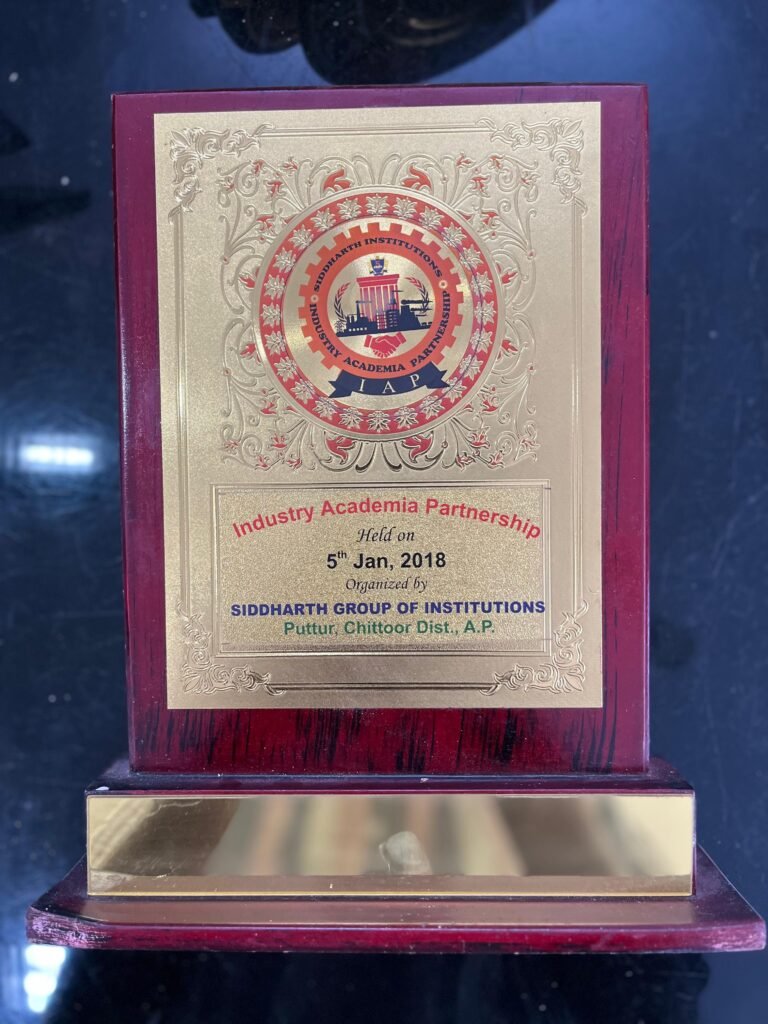 SIDDHARTH INSTITUTIONS
INDUSTRY ACADEMIA PARTNERSHIP
I A P
Industry Academia Partnership
Held on
5th Jan, 2018
Organized by
SIDDHARTH GROUP OF INSTITUTIONS
Puttur, Chittoor Dist., A.P.